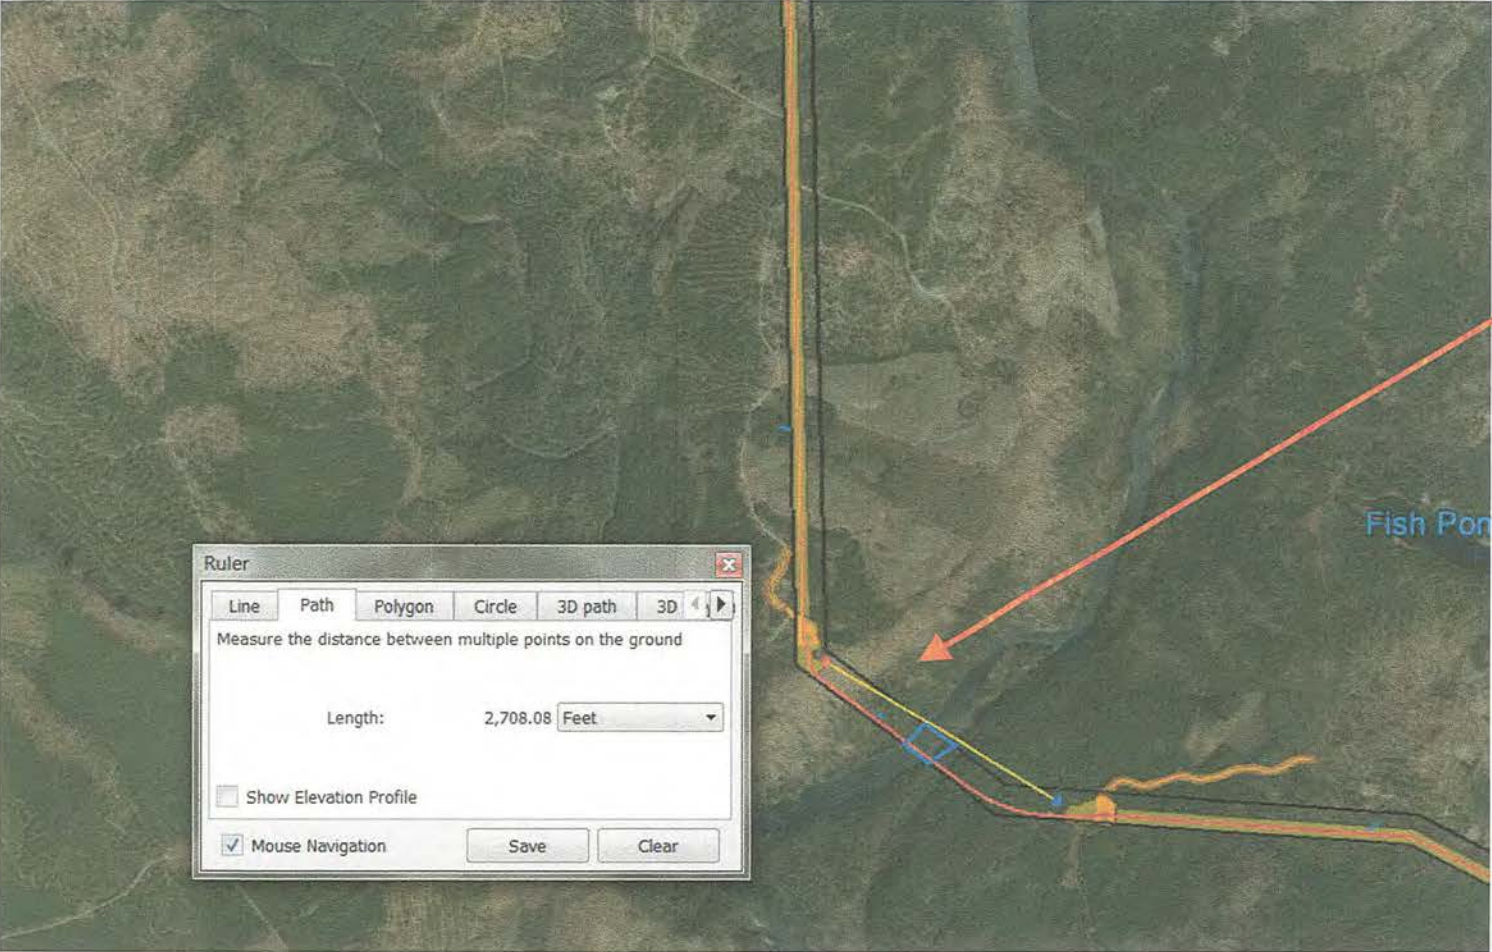 Ruler
Line Path Polygon Circle 3D path 3D
Measure the distance between multiple points on the ground
Length: 2,708.08 Feet
Show Elevation Profile
Mouse Navigation Save Clear
Fish Pon